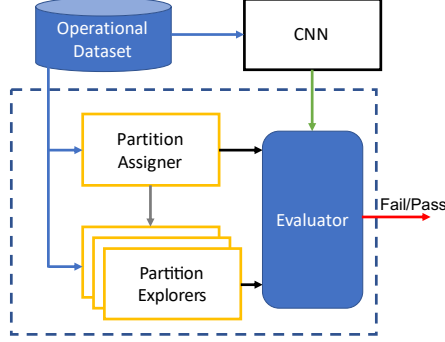 Operational
Dataset
CNN
Partition
Assigner
Evaluator
Fail/Pass
Partition
Explorers